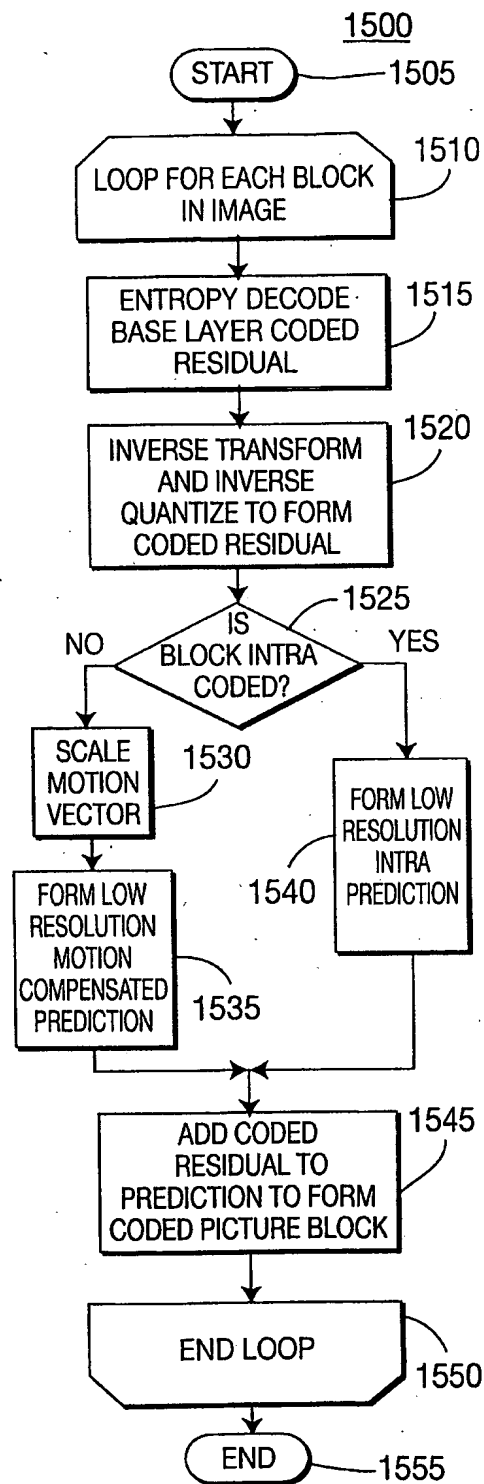 1500
START
1505
LOOP FOR EACH BLOCK
IN IMAGE
1510
ENTROPY DECODE
BASE LAYER CODED
RESIDUAL
1515
INVERSE TRANSFORM
AND INVERSE
QUANTIZE TO FORM
CODED RESIDUAL
1520
IS
BLOCK INTRA
CODED?
1525
NO
YES
SCALE
MOTION
VECTOR
1530
FORM LOW
RESOLUTION
MOTION
COMPENSATED
PREDICTION
1535
FORM LOW
RESOLUTION
INTRA
PREDICTION
1540
ADD CODED
RESIDUAL TO
PREDICTION TO FORM
CODED PICTURE BLOCK
1545
END LOOP
1550
END
1555